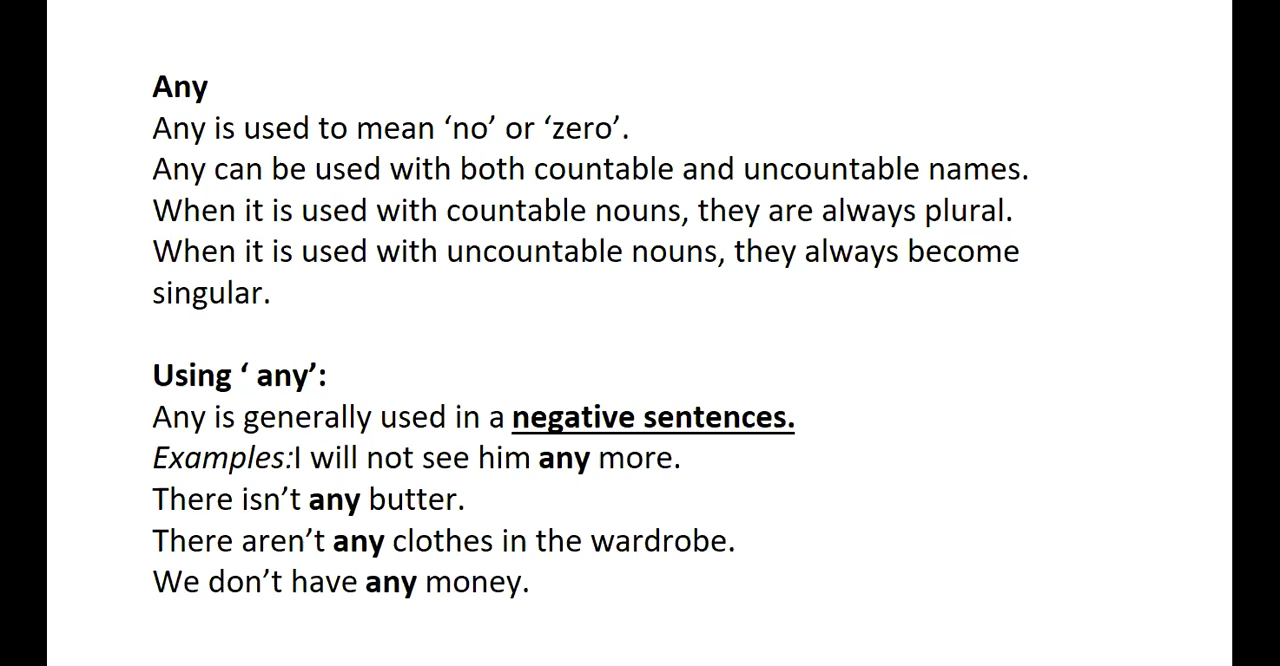 Any
Any is used to mean ‘no’ or ‘zero’.
Any can be used with both countable and uncountable names.
When it is used with countable nouns, they are always plural.
When it is used with uncountable nouns, they always become
singular.
Using ‘ any’:
Any is generally used in a negative sentences.
Examples:I will not see him any more.
There isn’t any butter.
There aren’t any clothes in the wardrobe.
We don’t have any money.